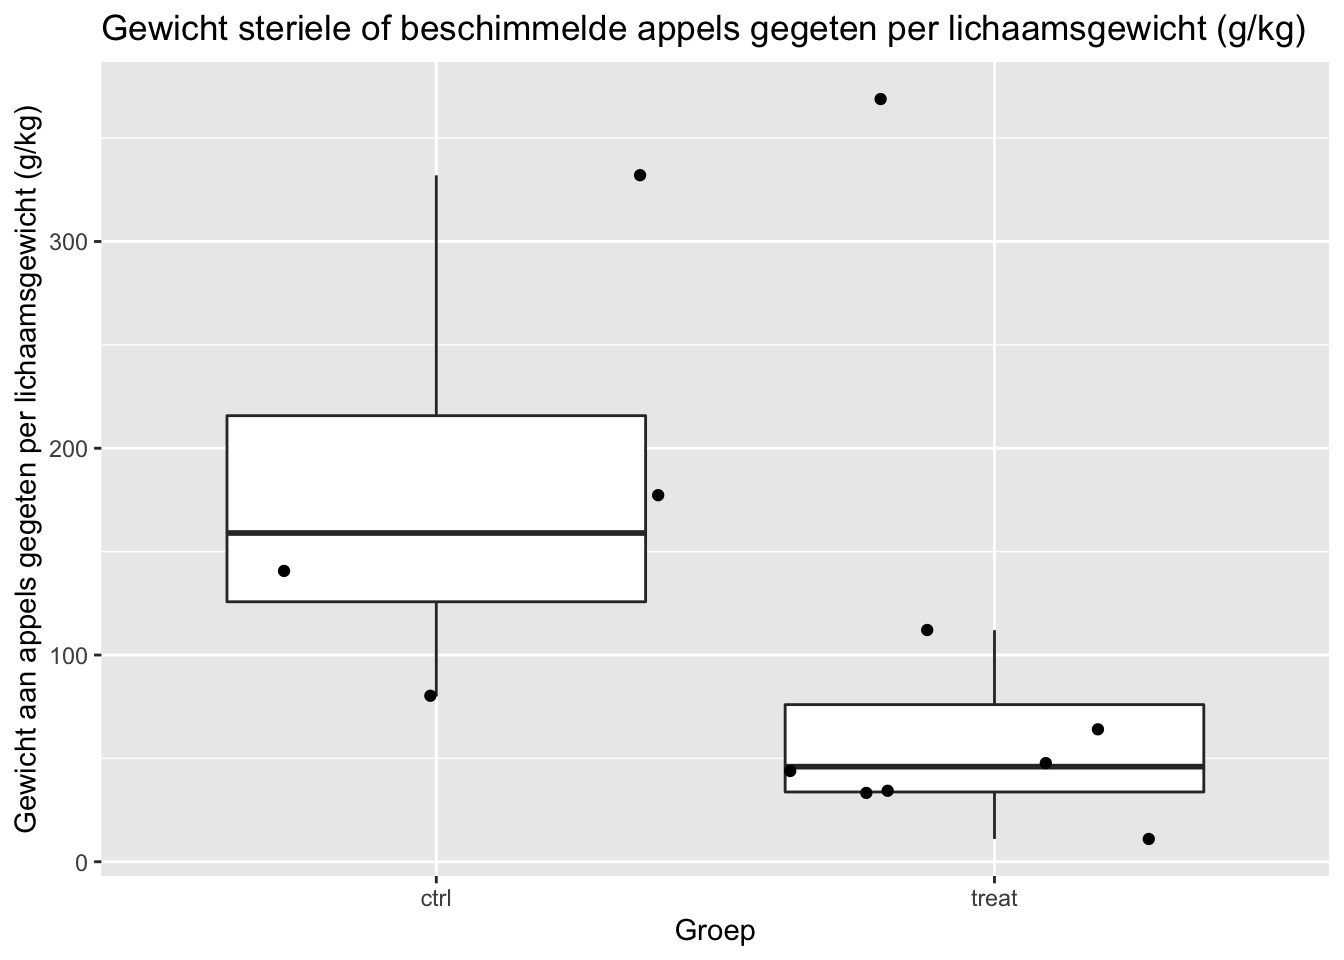 Gewicht steriele of beschimmelde appels gegeten per lichaamsgewicht (g/kg)
Gewicht aan appels gegeten per lichaamsgewicht (g/kg)
300
200
100
0
ctrl
treat
Groep